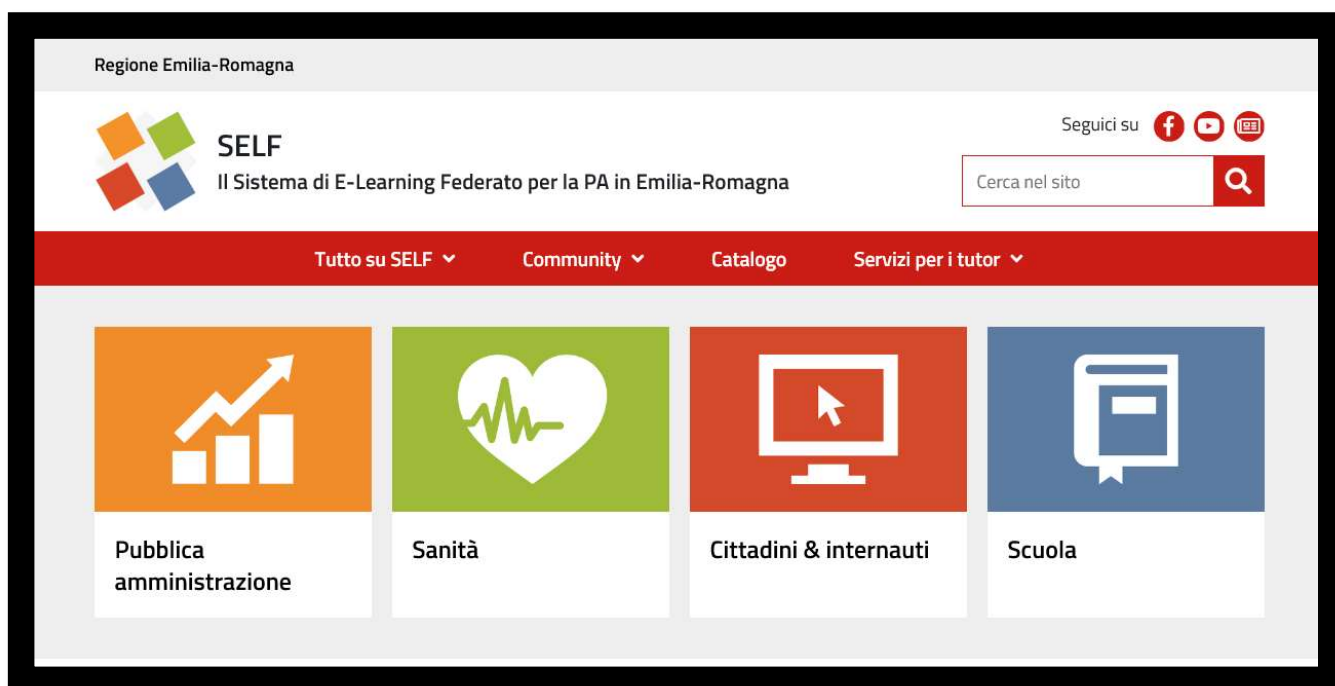 Regione Emilia-Romagna
Seguici su
SELF
Il Sistema di E-Learning Federato per la PA in Emilia-Romagna
Cerca nel sito
Tutto su SELF
Community
Catalogo
Servizi per i tutor
Pubblica
amministrazione
Sanità
Cittadini & internauti
Scuola